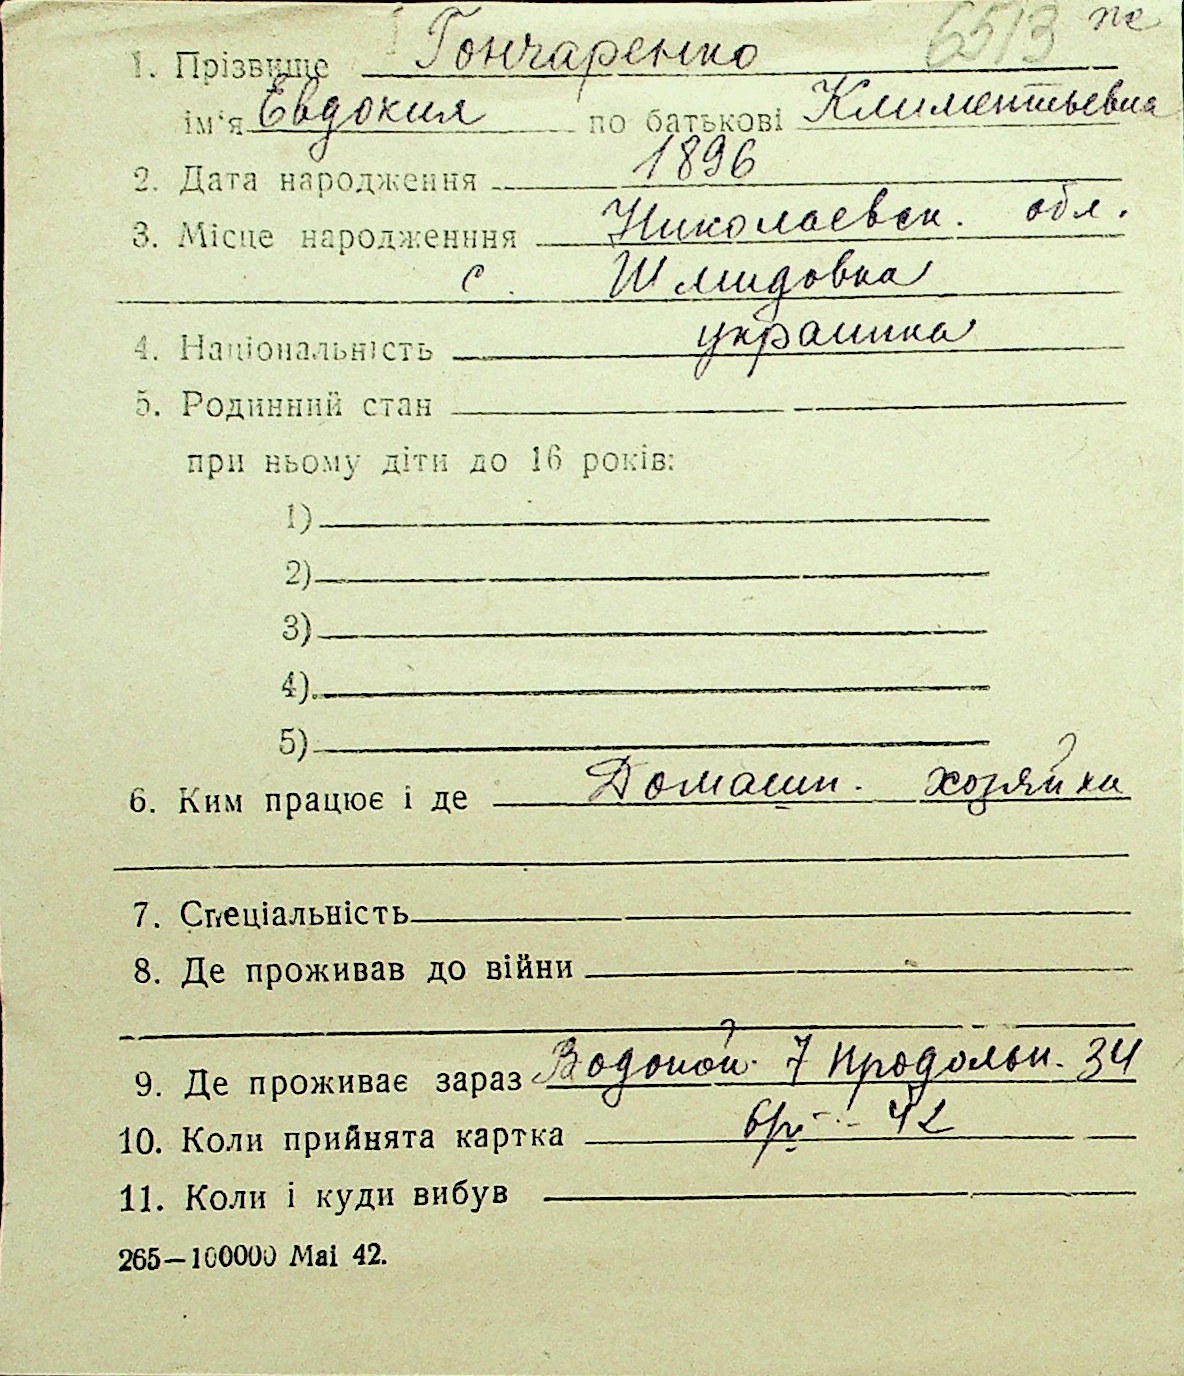 6513 пс
1. Прізвище Гончаренко
ім'я Евдокия по батькові Климентьевна
2. Дата народження 1896
3. Місце народженння Николаевск. обл.
с. Шмидовка
4. Національність украинка
5. Родинний стан
при ньому діти до 16 років:
1)
2)
3)
4)
5)
6. Ким працює і де Домашн. хозяйка
7. Спеціальність
8. Де проживав до війни
9. Де проживає зараз Водопой. 7 Продольн. 34
10. Коли прийнята картка 42
11. Коли і куди вибув
265—100000 Mai 42.